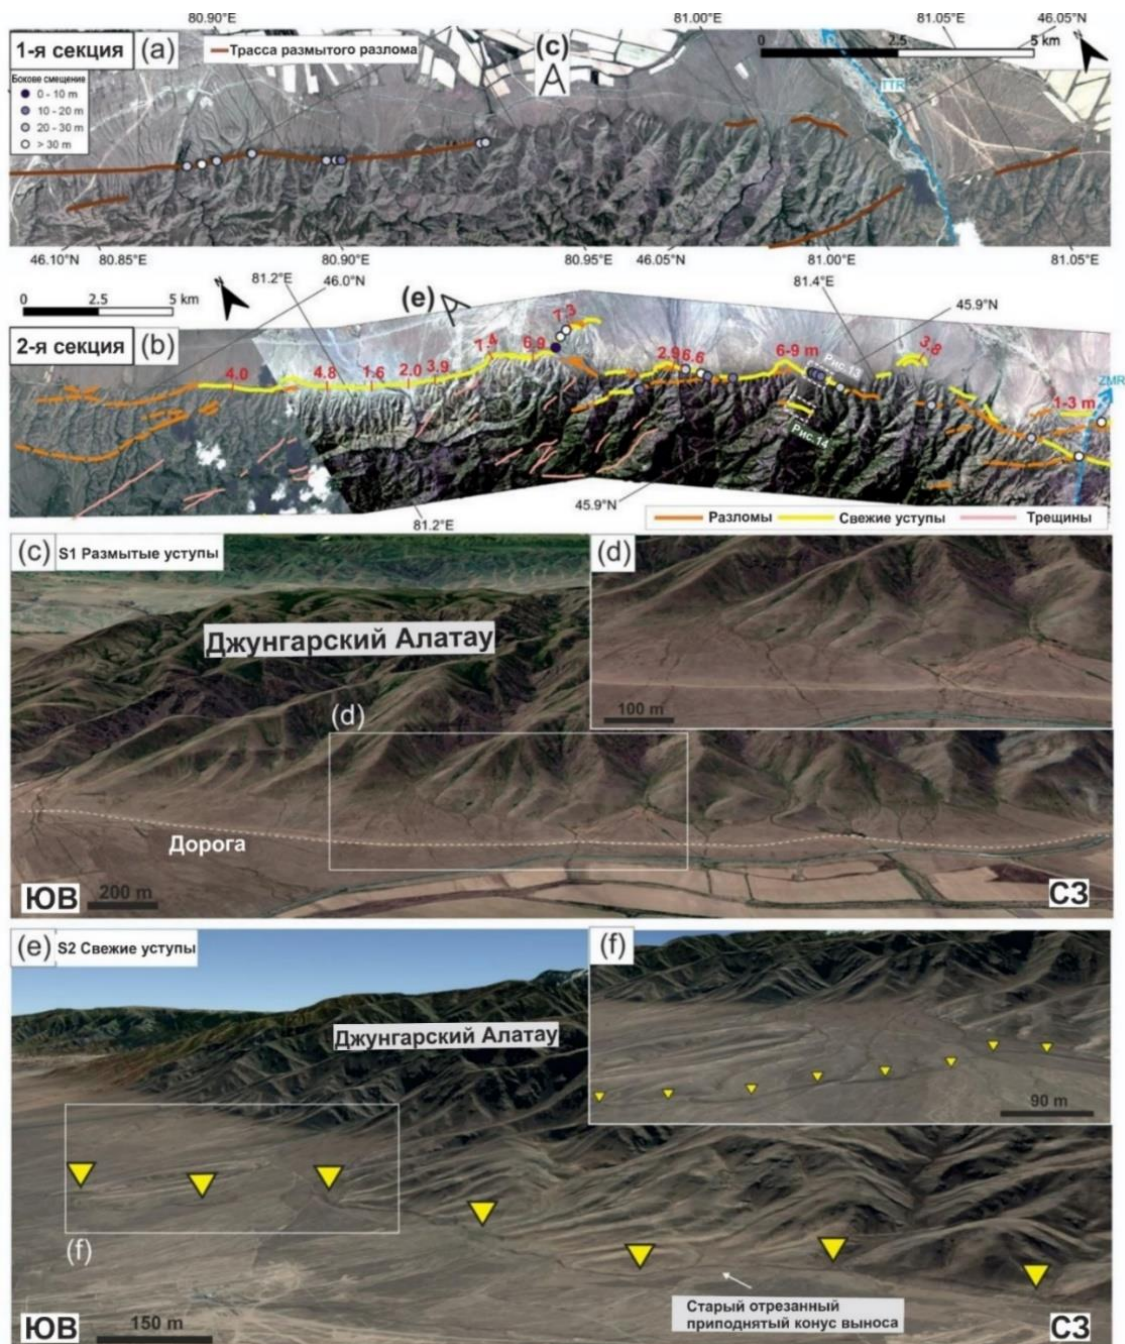 80.90°E
81.00°E
81.05°E
46.05°N
1-я секция
(a)
Трасса размытого разлома
(c)
0
2.5
5 km
N
Бокове смещение
0 - 10 m
10 - 20 m
20 - 30 m
> 30 m
TTR
46.10°N
80.85°E
80.90°E
80.95°E
46.05°N
81.00°E
81.05°E
0
2.5
5 km
N
81.2°E
46.0°N
(e)
81.4°E
45.9°N
2-я секция
(b)
4.0
4.8
1.6
2.0
3.9
7.4
6.9
7.3
2.9
6.6
6-9 m
Рис.13
3.8
1-3 m
ZMR
Рис.14
81.2°E
45.9°N
Разломы
Свежие уступы
Трещины
(c)
S1 Размытые уступы
(d)
Джунгарский Алатау
100 m
(d)
Дорога
ЮВ
200 m
СЗ
(e)
S2 Свежие уступы
(f)
Джунгарский Алатау
90 m
(f)
Старый отрезанный
приподнятый конус выноса
ЮВ
150 m
СЗ